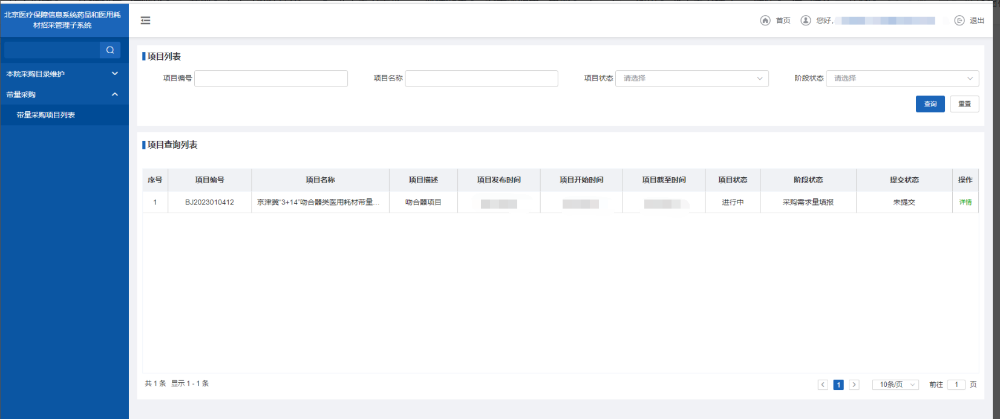 北京医疗保障信息系统药品和医用耗
材招采管理子系统
首页 您好, 退出
本院采购目录维护
带量采购
带量采购项目列表
项目列表
项目编号 项目名称 项目状态 请选择 阶段状态 请选择
查询 重置
项目查询列表
序号 项目编号 项目名称 项目描述 项目发布时间 项目开始时间 项目截至时间 项目状态 阶段状态 提交状态 操作
1 BJ2023010412 京津冀“3+14”吻合器类医用耗材带量... 吻合器项目 进行中 采购需求量填报 未提交 详情
共 1 条 显示 1 - 1 条
1 10条/页 前往 1 页